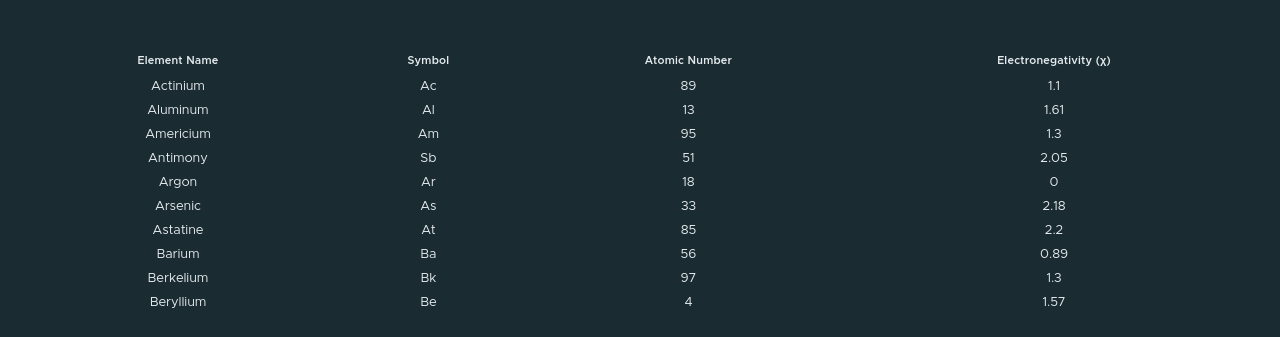 Element Name Symbol Atomic Number Electronegativity (χ)
Actinium Ac 89 1.1
Aluminum Al 13 1.61
Americium Am 95 1.3
Antimony Sb 51 2.05
Argon Ar 18 0
Arsenic As 33 2.18
Astatine At 85 2.2
Barium Ba 56 0.89
Berkelium Bk 97 1.3
Beryllium Be 4 1.57